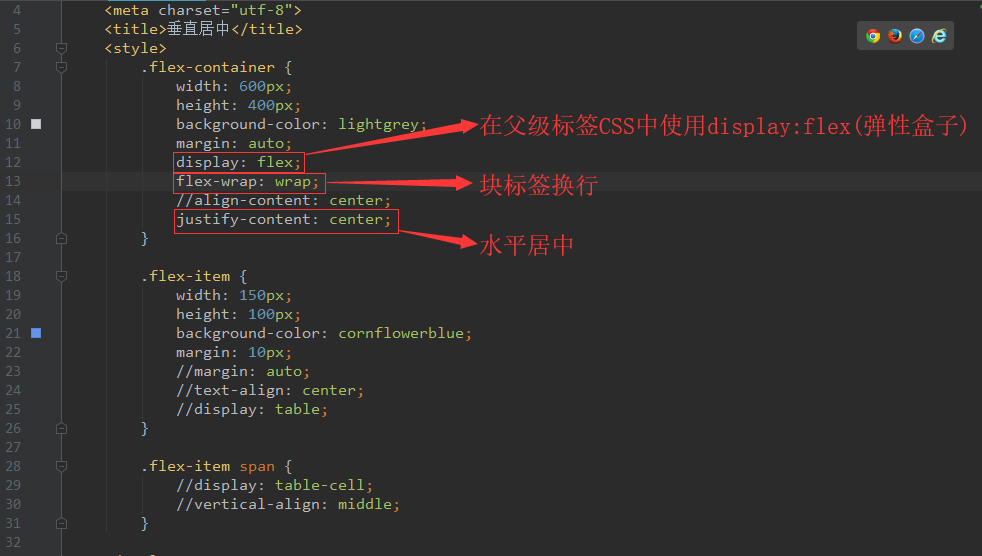 4 <meta charset="utf-8">
5 <title>垂直居中</title>
6 <style>
7 .flex-container {
8 width: 600px;
9 height: 400px;
10 background-color: lightgrey;
11 margin: auto;
在父级标签CSS中使用display:flex(弹性盒子)
12 display: flex;
13 flex-wrap: wrap;
块标签换行
14 //align-content: center;
15 justify-content: center;
16 }
水平居中
17
18 .flex-item {
19 width: 150px;
20 height: 100px;
21 background-color: cornflowerblue;
22 margin: 10px;
23 //margin: auto;
24 //text-align: center;
25 //display: table;
26 }
27
28 .flex-item span {
29 //display: table-cell;
30 //vertical-align: middle;
31 }
32